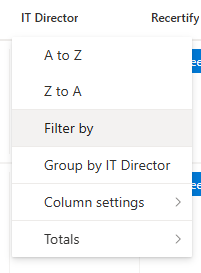 IT Director Recertify
A to Z
Z to A
Filter by
Group by IT Director
Column settings
Totals